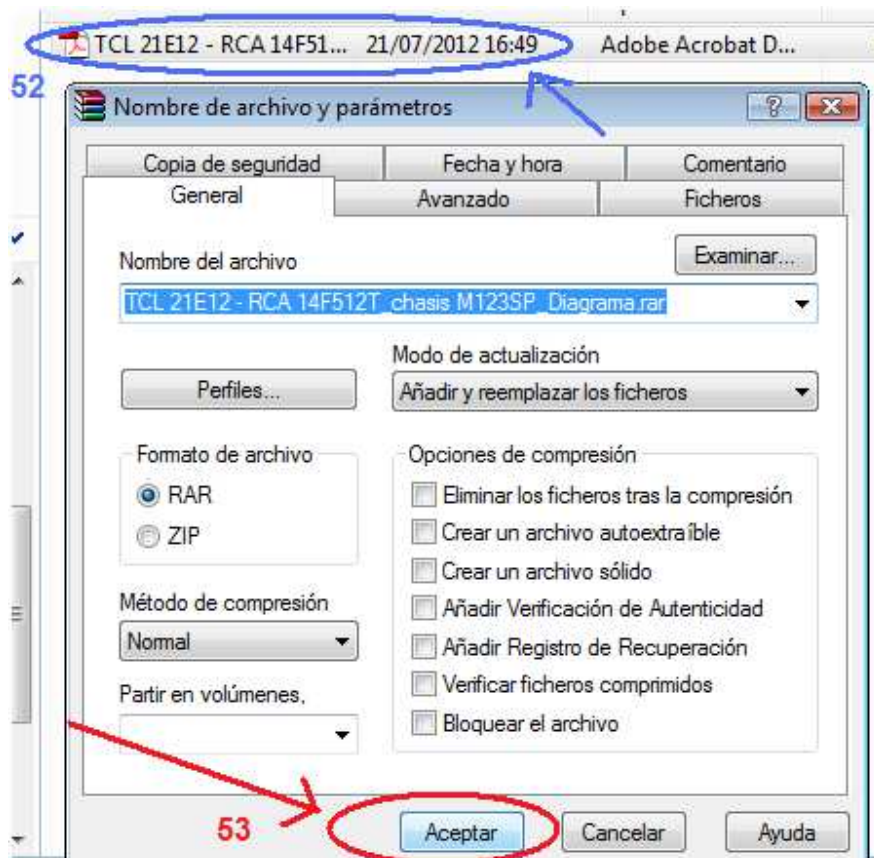 TCL 21E12 - RCA 14F51... 21/07/2012 16:49 Adobe Acrobat D...
52
Nombre de archivo y parámetros
Copia de seguridad Fecha y hora Comentario
General Avanzado Ficheros
Nombre del archivo Examinar...
TCL 21E12 - RCA 14F512T_chasis M123SP_Diagrama.rar
Modo de actualización
Perfiles... Añadir y reemplazar los ficheros
Formato de archivo Opciones de compresión
RAR Eliminar los ficheros tras la compresión
ZIP Crear un archivo autoextraíble
Crear un archivo sólido
Método de compresión Añadir Verificación de Autenticidad
Normal Añadir Registro de Recuperación
Partir en volúmenes, Verificar ficheros comprimidos
Bloquear el archivo
53 Aceptar Cancelar Ayuda